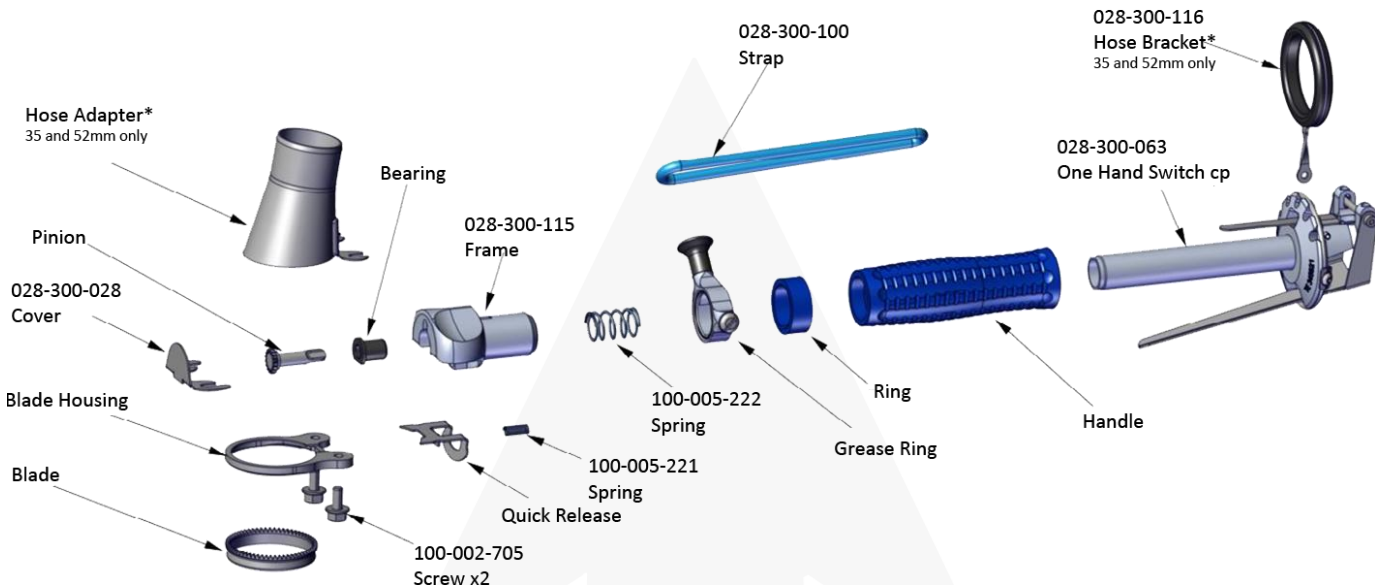 028-300-100
Strap
028-300-116
Hose Bracket*
35 and 52mm only
Hose Adapter*
35 and 52mm only
028-300-063
One Hand Switch cp
Bearing
028-300-115
Frame
Pinion
028-300-028
Cover
Blade Housing
100-005-222
Spring
Ring
Handle
Grease Ring
Blade
100-005-221
Spring
Quick Release
100-002-705
Screw x2